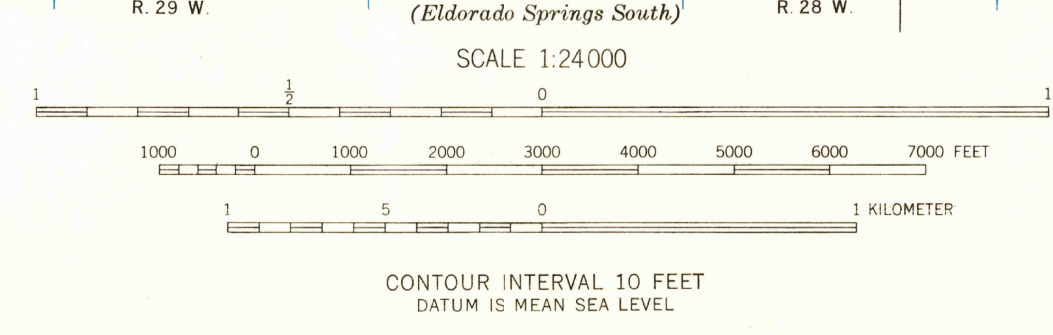 R. 29 W. (Eldorado Springs South) R. 28 W.
SCALE 1:24000
1 1/2 0 1
1000 0 1000 2000 3000 4000 5000 6000 7000 FEET
1 5 0 1 KILOMETER
CONTOUR INTERVAL 10 FEET
DATUM IS MEAN SEA LEVEL